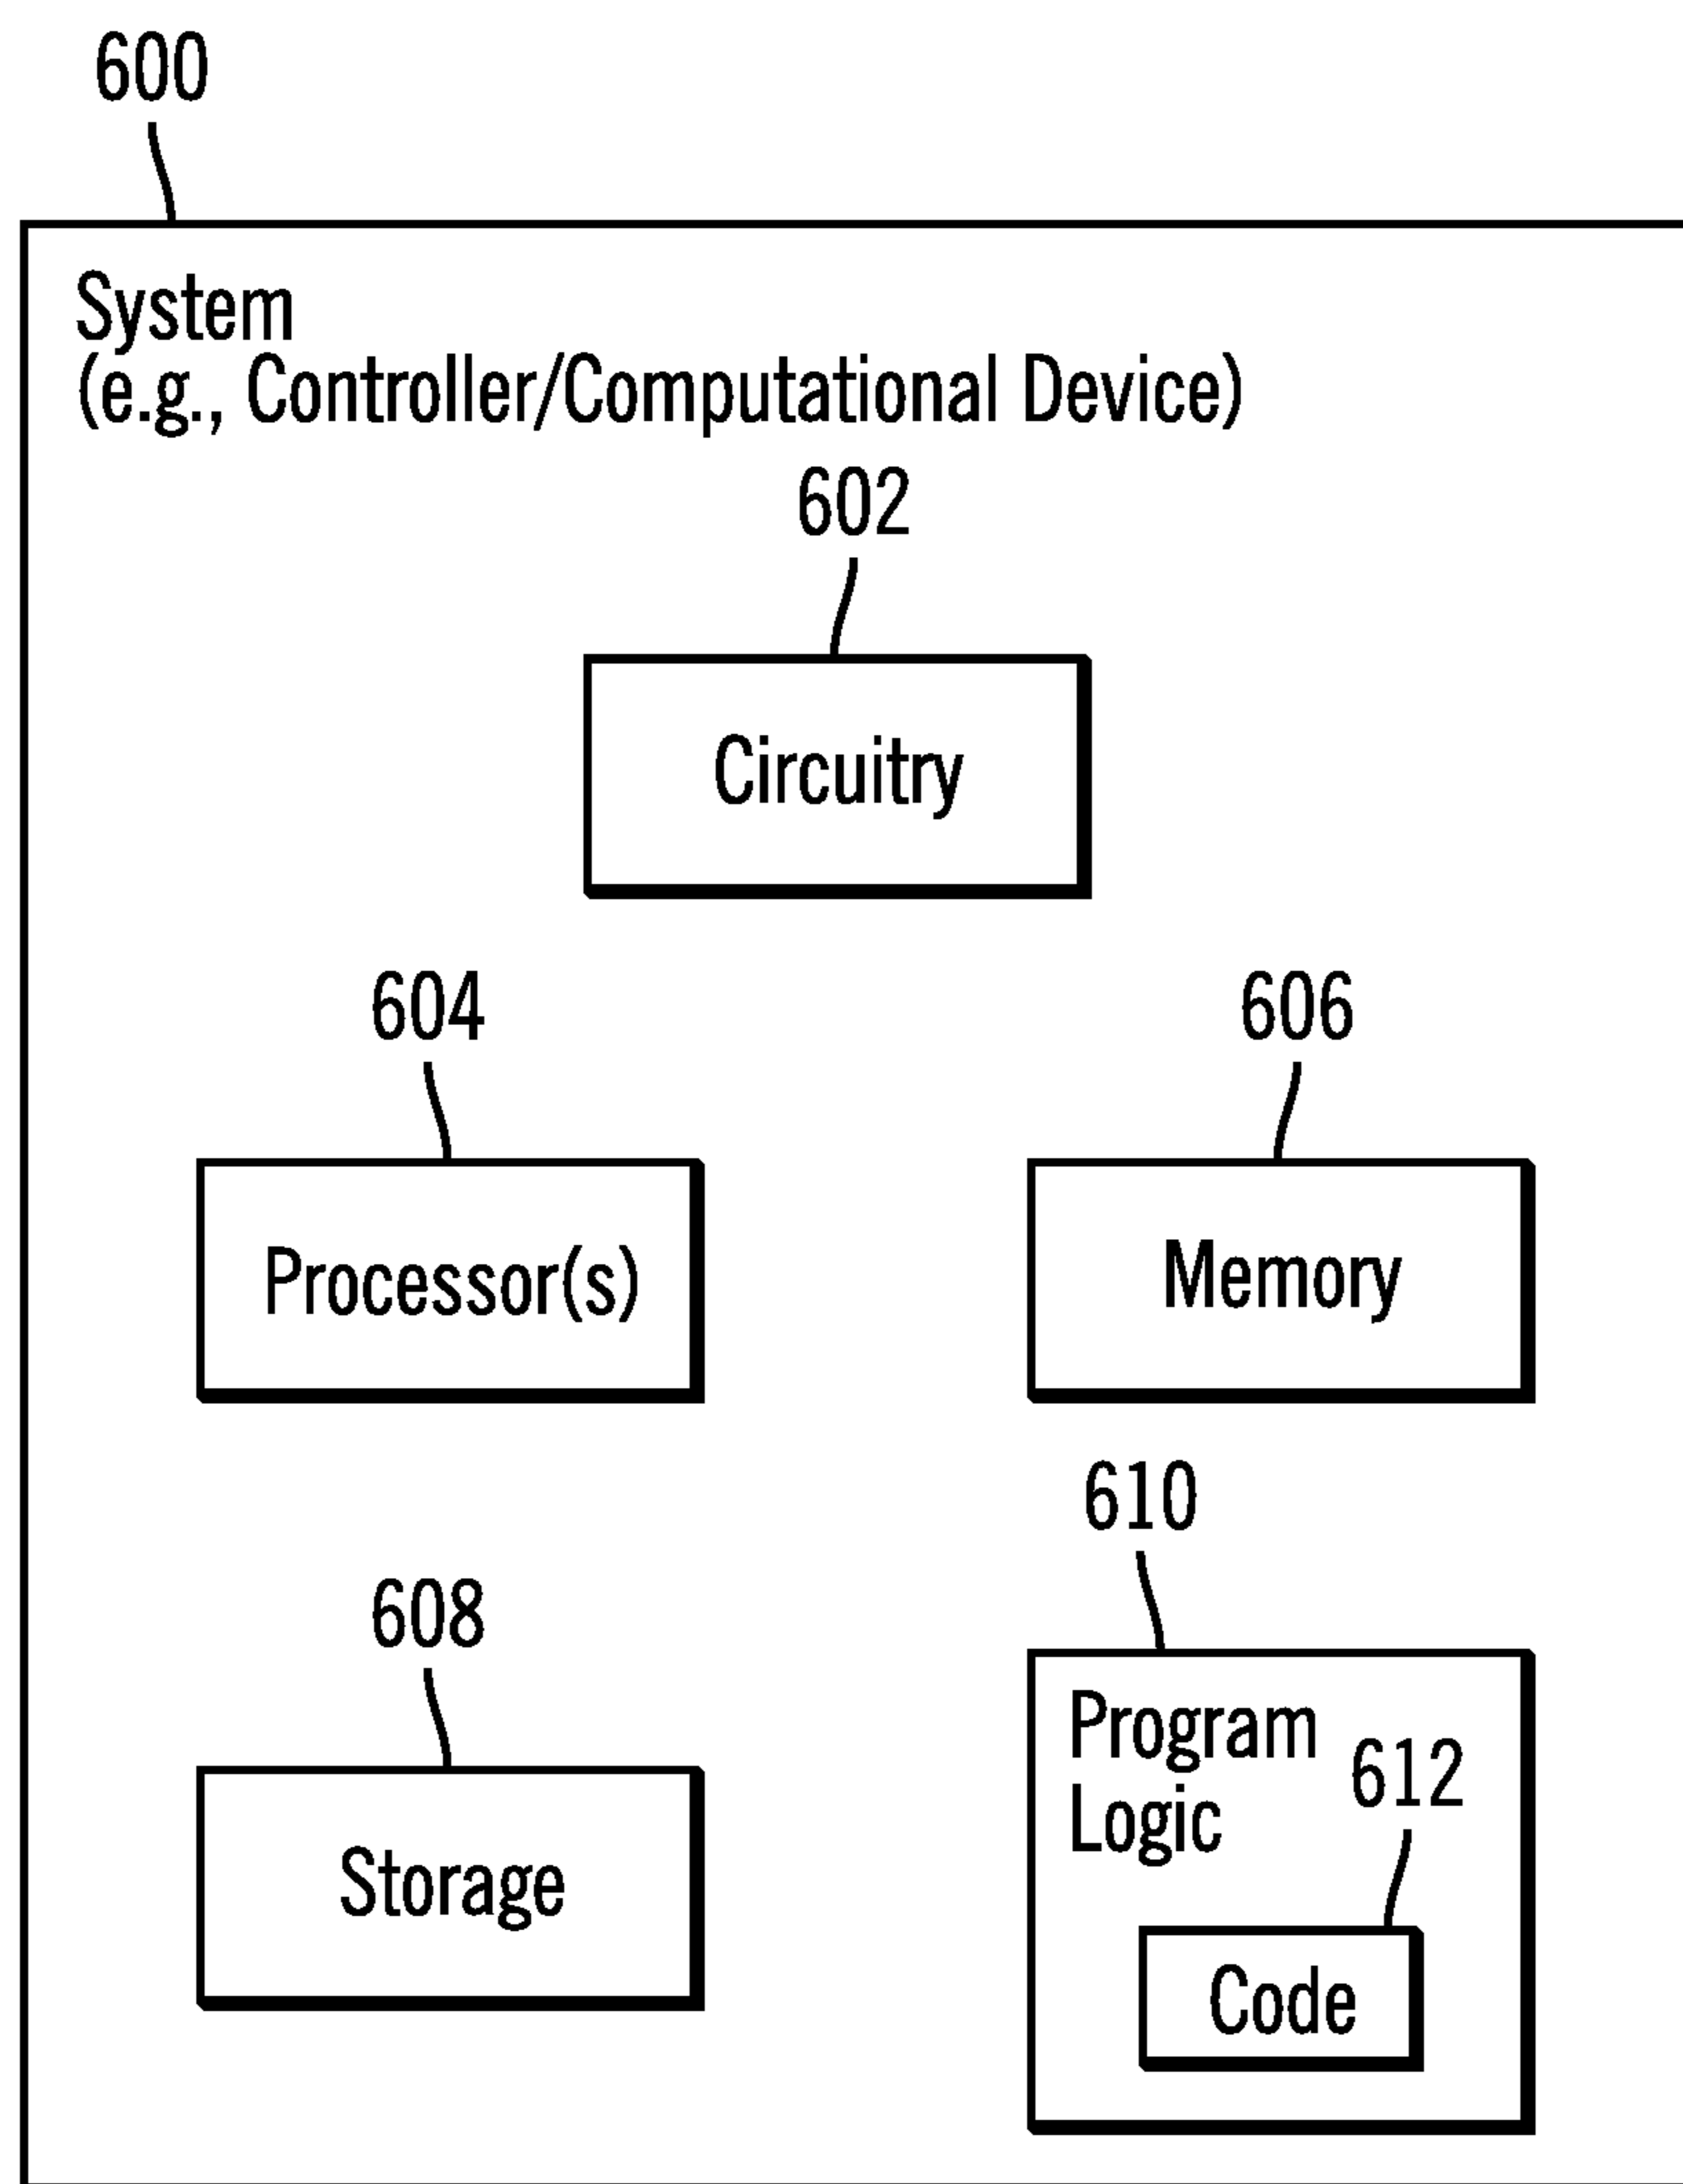 600
System
(e.g., Controller/Computational Device)
602
Circuitry
604
606
Processor(s)
Memory
610
608
Program
Logic
612
Storage
Code